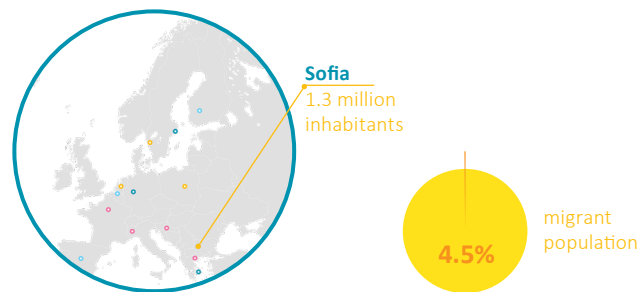 Sofia
1.3 million
inhabitants
migrant
population
4.5%